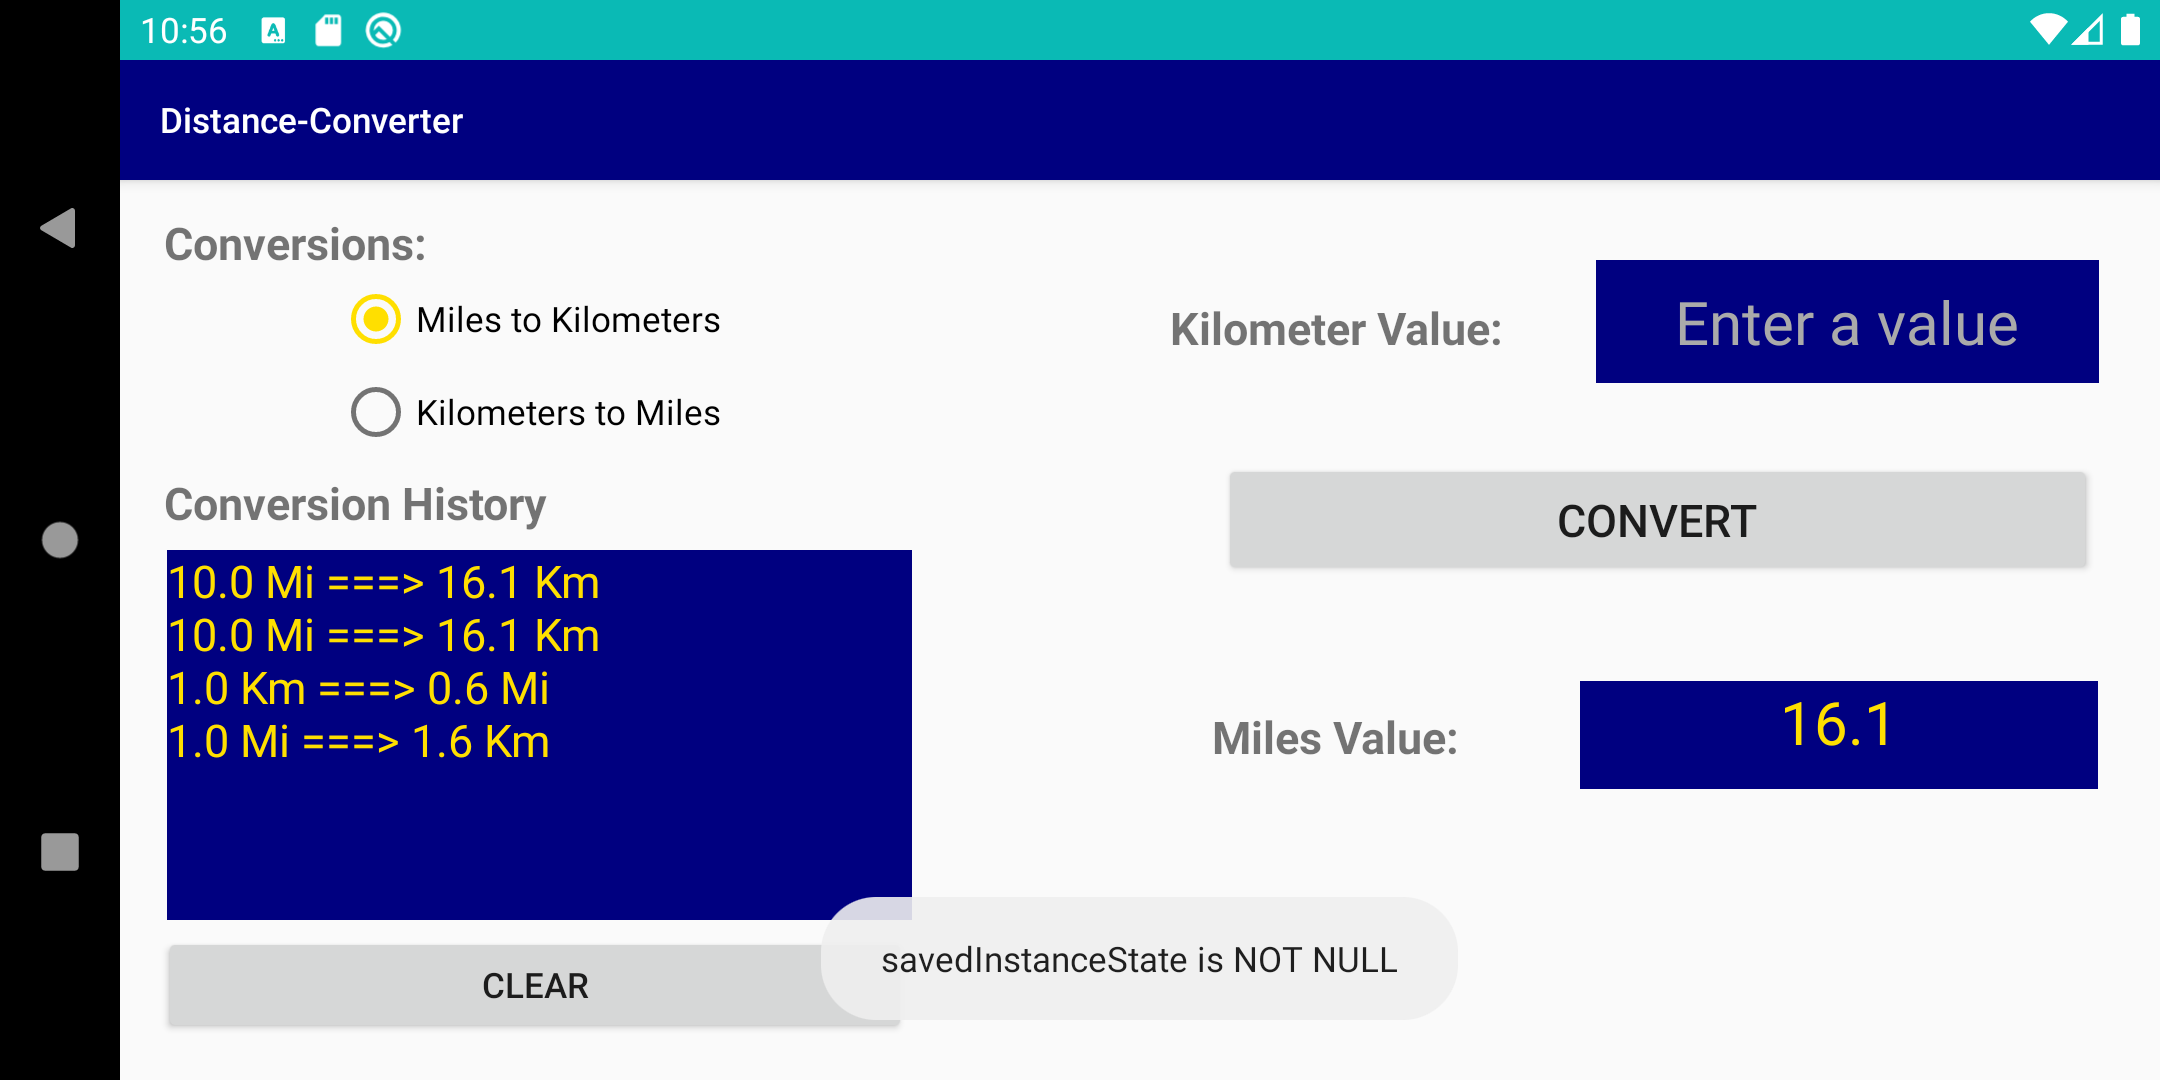 10:56
Distance-Converter
Conversions:
Miles to Kilometers
Kilometers to Miles
Conversion History
10.0 Mi ===> 16.1 Km
10.0 Mi ===> 16.1 Km
1.0 Km ===> 0.6 Mi
1.0 Mi ===> 1.6 Km
CLEAR
Kilometer Value:
Enter a value
CONVERT
Miles Value:
16.1
savedInstanceState is NOT NULL